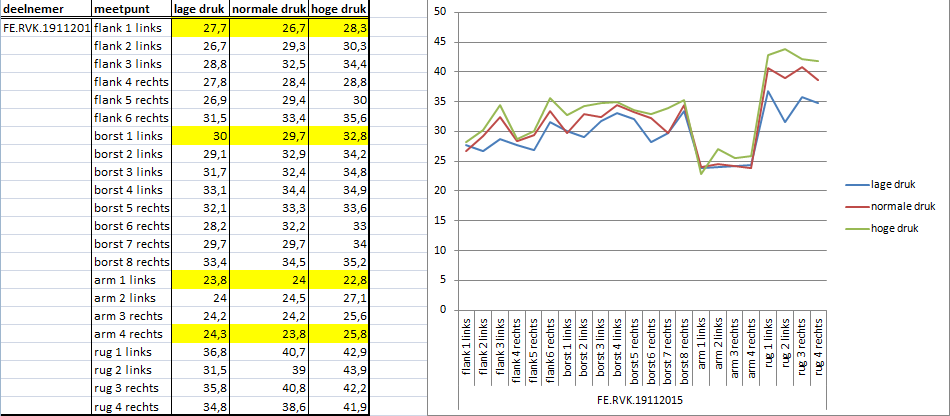 deelnemer meetpunt lage druk normale druk hoge druk
FE.RVK.1911201 flank 1 links 27,7 26,7 28,3
flank 2 links 26,7 29,3 30,3
flank 3 links 28,8 32,5 34,4
flank 4 rechts 27,8 28,4 28,8
flank 5 rechts 26,9 29,4 30
flank 6 rechts 31,5 33,4 35,6
borst 1 links 30 29,7 32,8
borst 2 links 29,1 32,9 34,2
borst 3 links 31,7 32,4 34,8
borst 4 links 33,1 34,4 34,9
borst 5 rechts 32,1 33,3 33,6
borst 6 rechts 28,2 32,2 33
borst 7 rechts 29,7 29,7 34
borst 8 rechts 33,4 34,5 35,2
arm 1 links 23,8 24 22,8
arm 2 links 24 24,5 27,1
arm 3 rechts 24,2 24,2 25,6
arm 4 rechts 24,3 23,8 25,8
rug 1 links 36,8 40,7 42,9
rug 2 links 31,5 39 43,9
rug 3 rechts 35,8 40,8 42,2
rug 4 rechts 34,8 38,6 41,9
50
45
40
35
30
25
20
15
10
5
0
flank 1 links
flank 2 links
flank 3 links
flank 4 rechts
flank 5 rechts
flank 6 rechts
borst 1 links
borst 2 links
borst 3 links
borst 4 links
borst 5 rechts
borst 6 rechts
borst 7 rechts
borst 8 rechts
arm 1 links
arm 2 links
arm 3 rechts
arm 4 rechts
rug 1 links
rug 2 links
rug 3 rechts
rug 4 rechts
FE.RVK.19112015
lage druk
normale druk
hoge druk